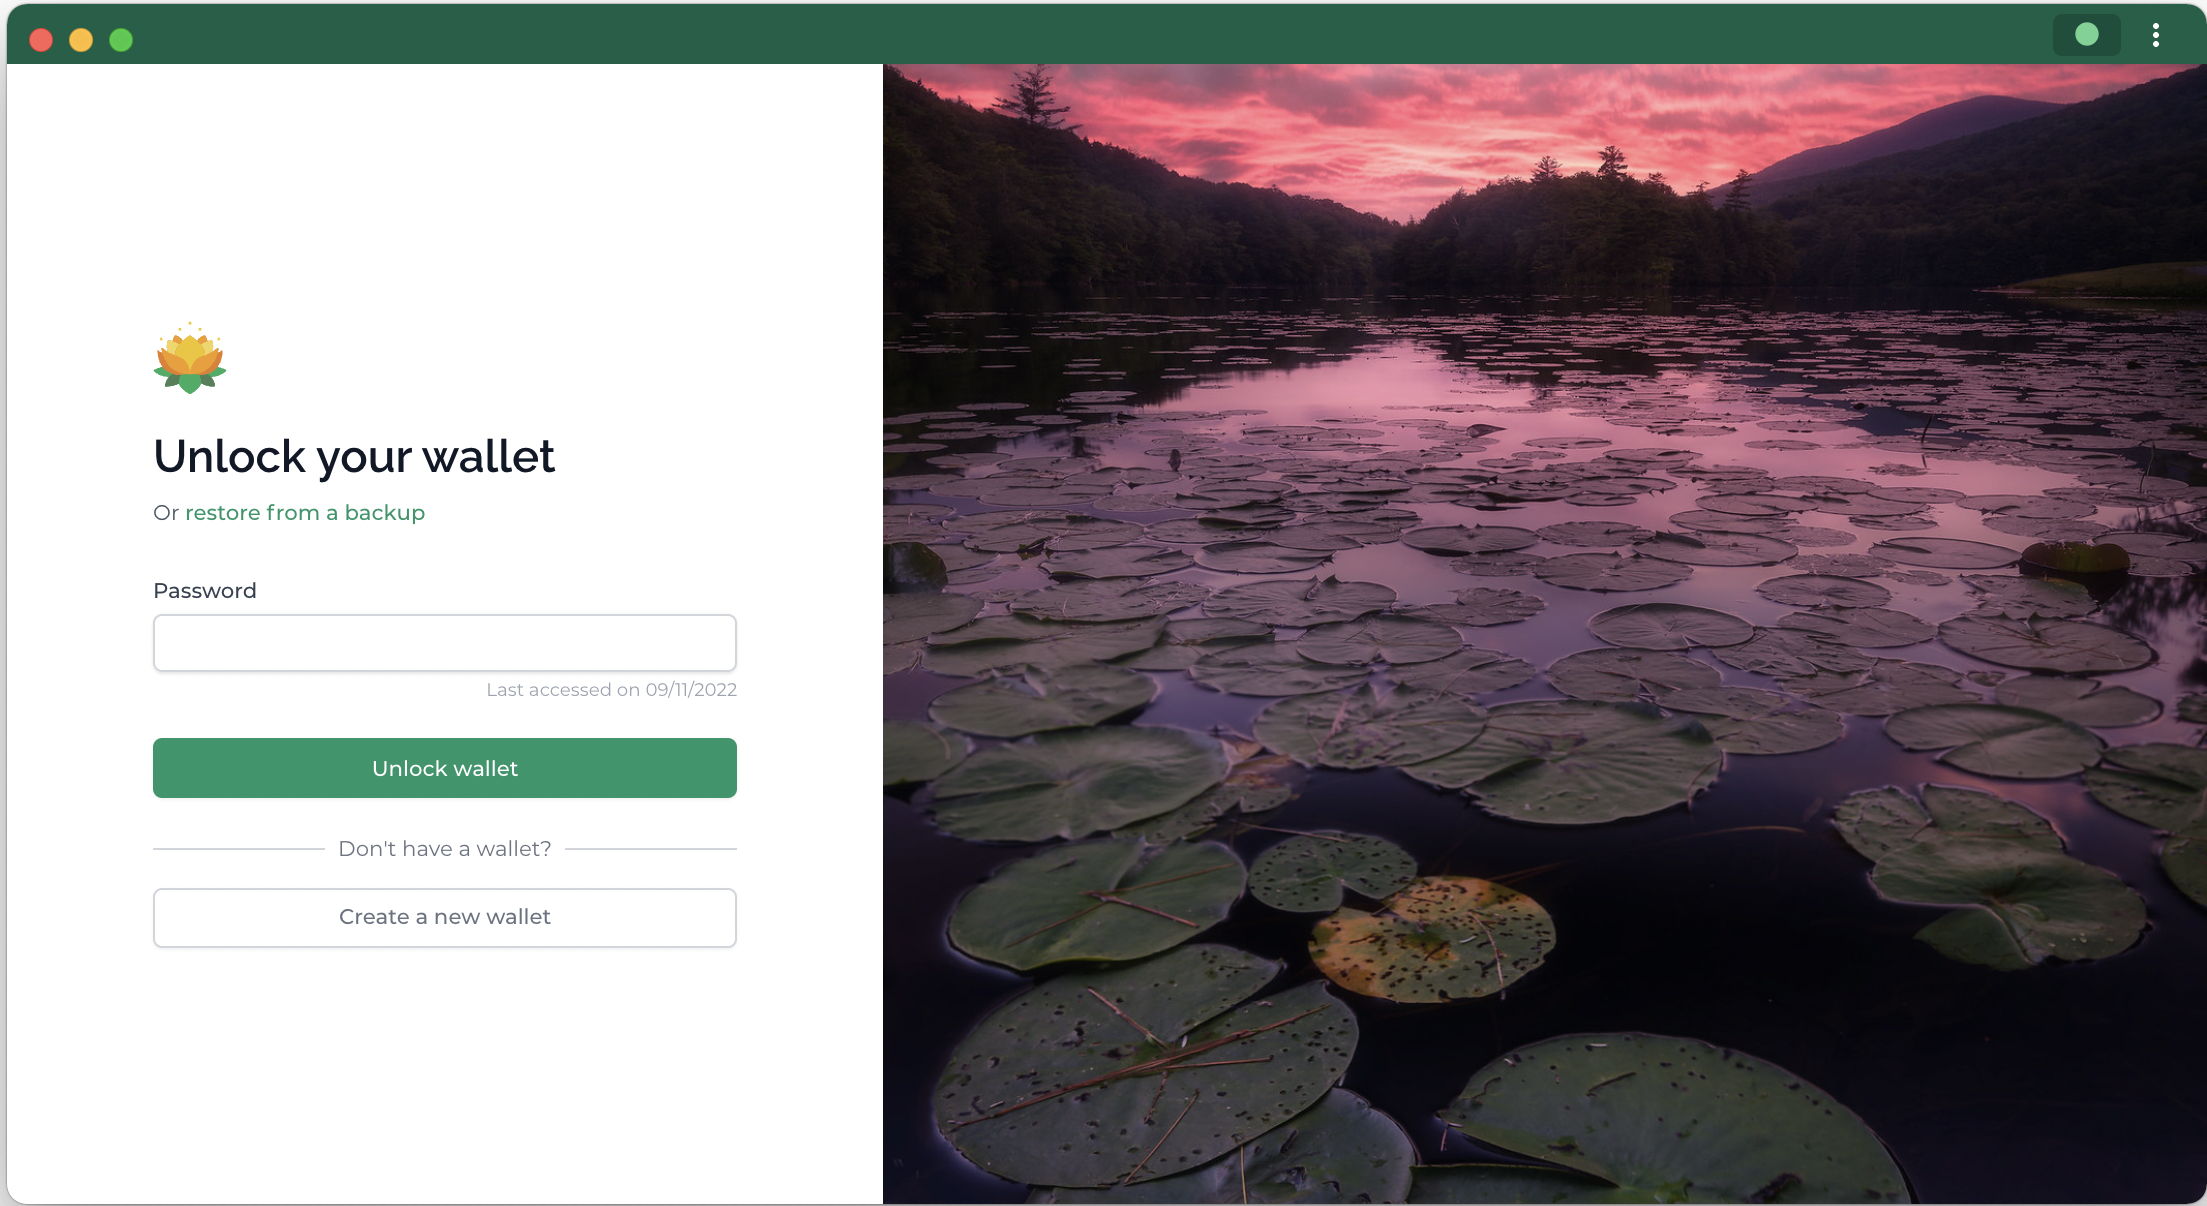 Unlock your wallet
Or restore from a backup
Password
Last accessed on 09/11/2022
Unlock wallet
Don't have a wallet?
Create a new wallet